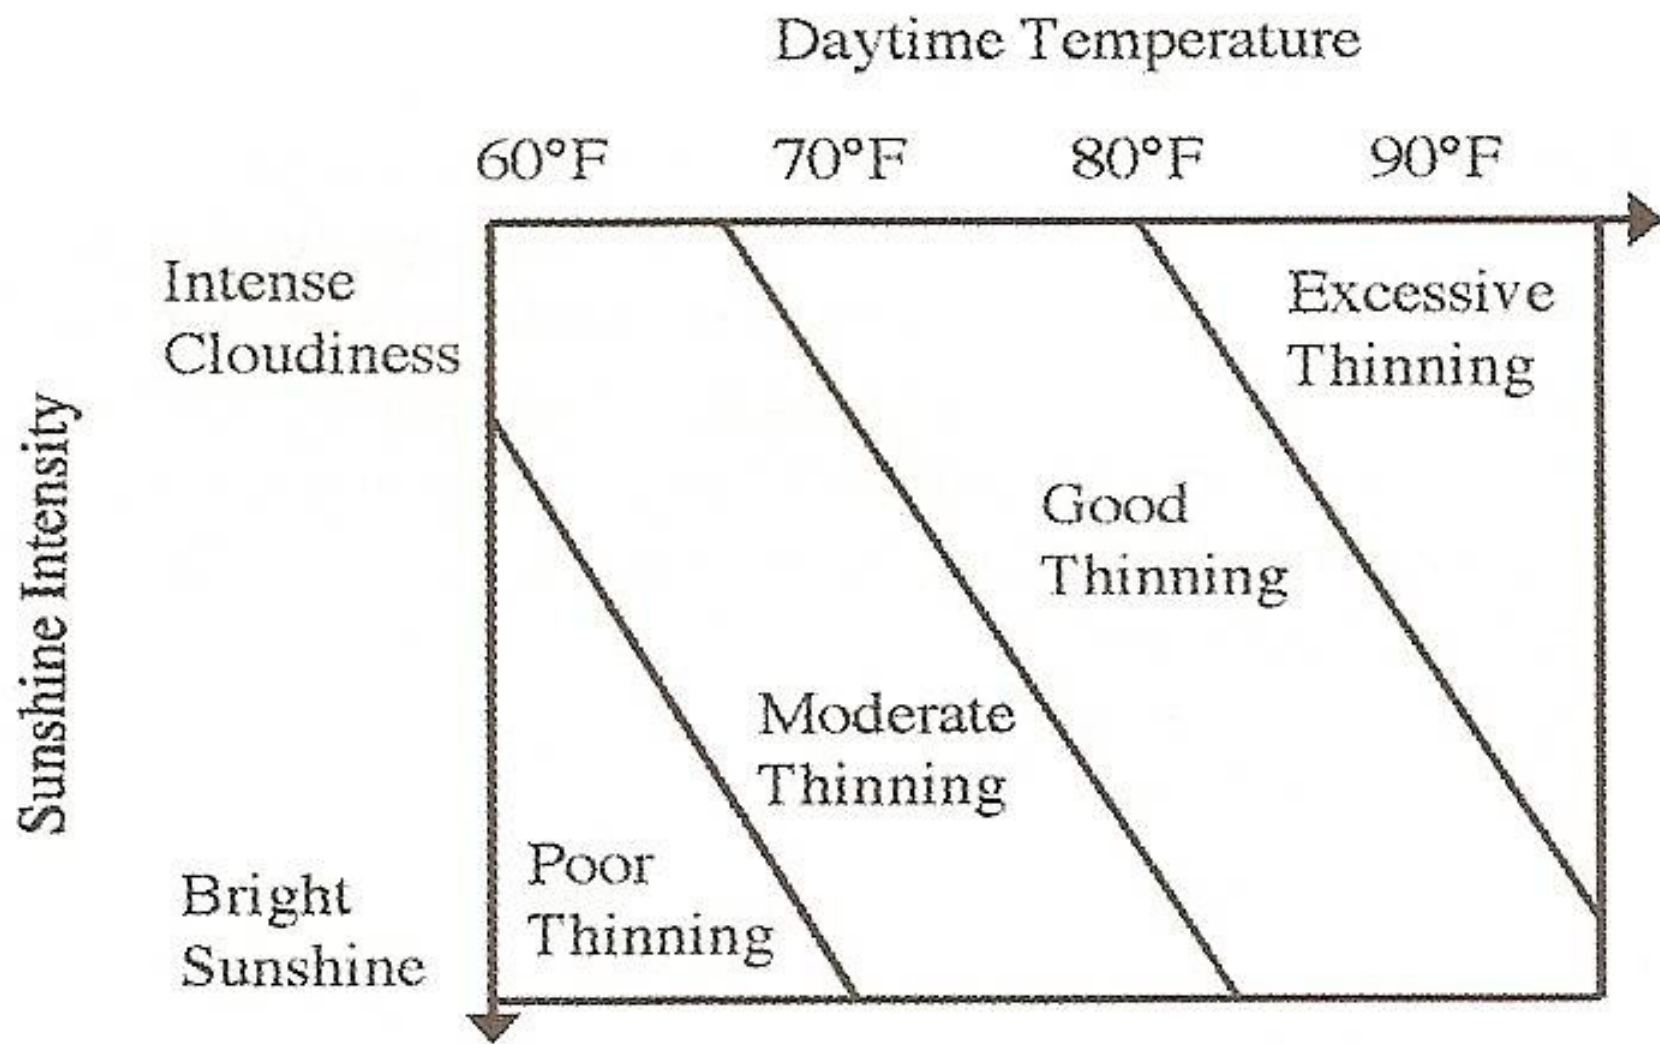 Daytime Temperature
60°F 70°F 80°F 90°F
Intense
Cloudiness
Excessive
Thinning
Sunshine Intensity
Good
Thinning
Moderate
Thinning
Poor
Thinning
Bright
Sunshine